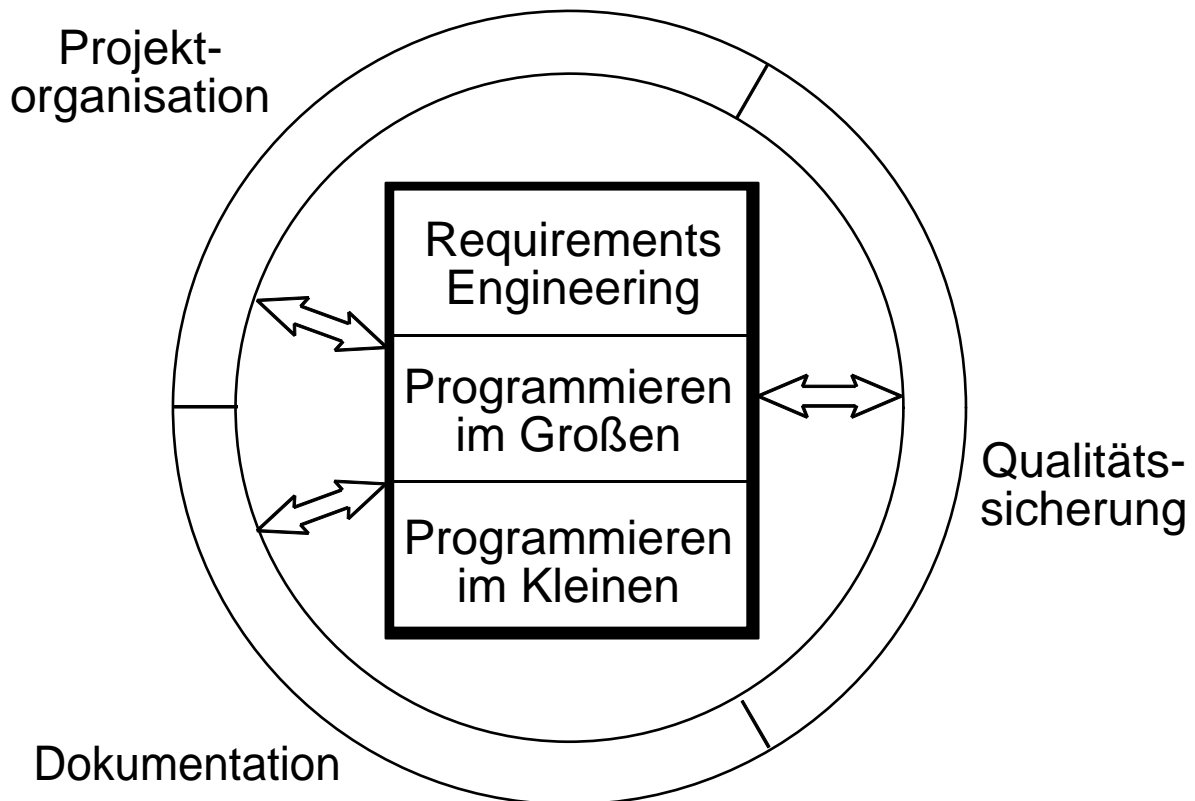 Projekt-
organisation
Requirements
Engineering
Programmieren
im Großen
Programmieren
im Kleinen
Qualitäts-
sicherung
Dokumentation